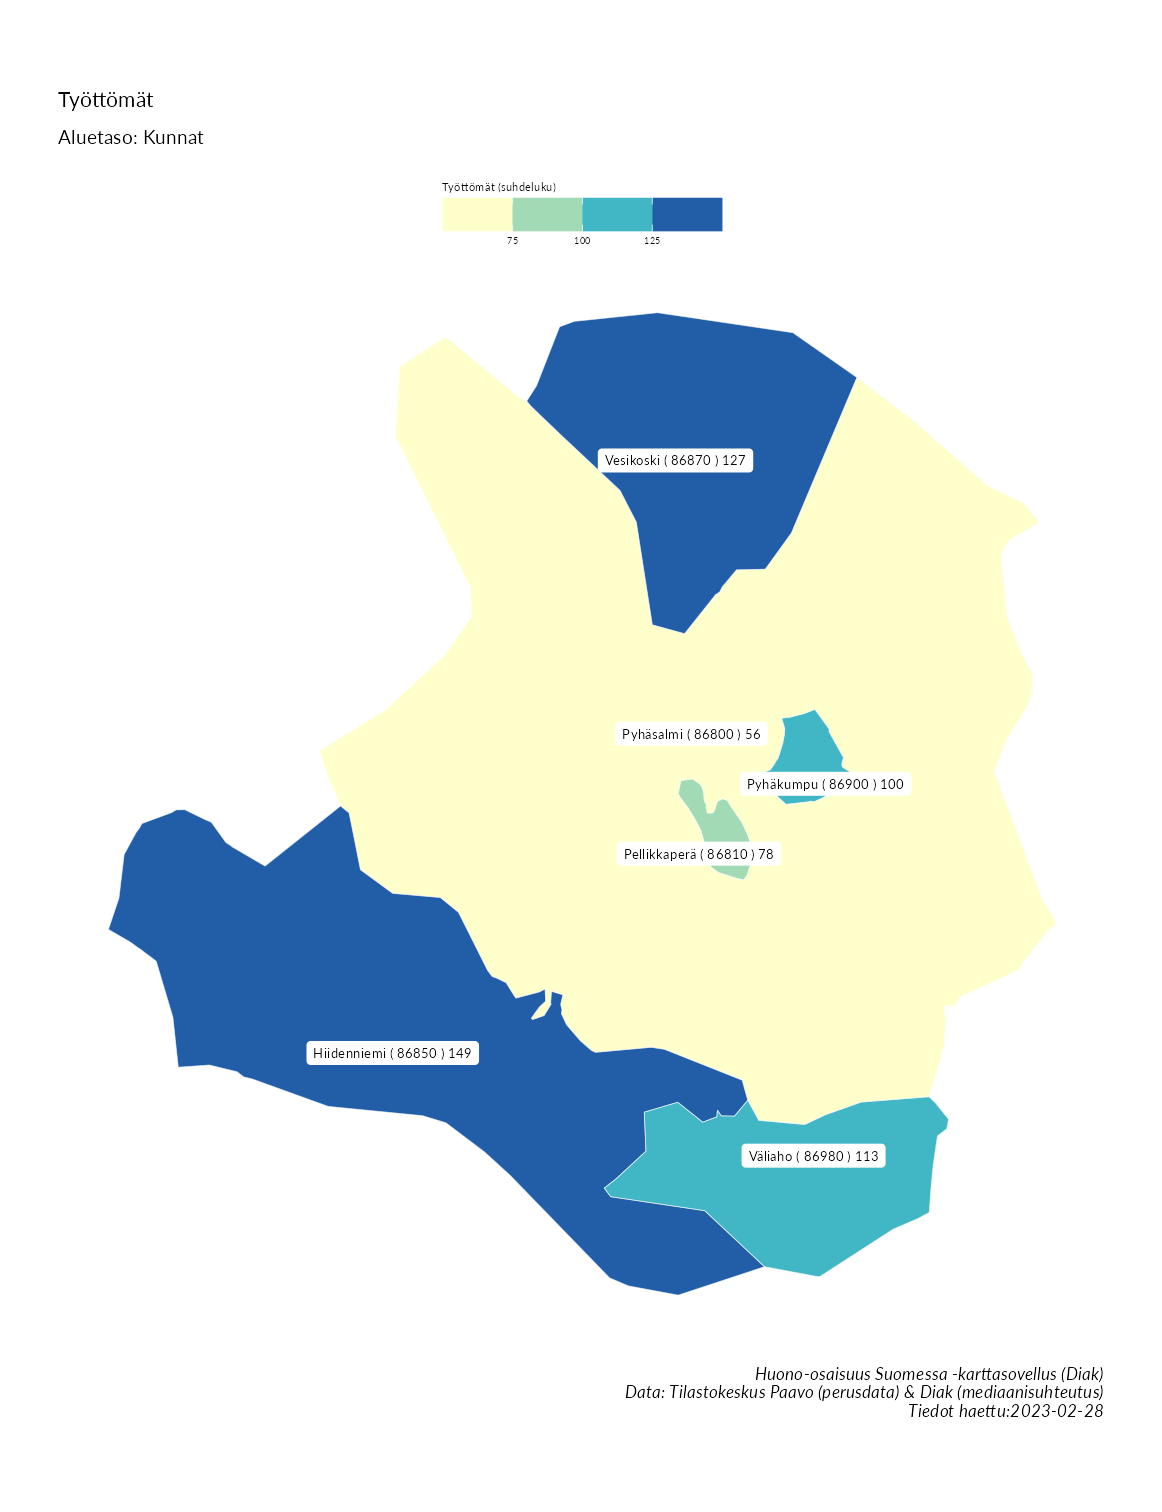 Työttömät
Aluetaso: Kunnat
Työttömät (suhdeluku)
75 100 125
Vesikoski ( 86870 ) 127
Pyhäsalmi ( 86800 ) 56
Pyhäkumpu ( 86900 ) 100
Pellikkaperä ( 86810 ) 78
Hiidenniemi ( 86850 ) 149
Väliaho ( 86980 ) 113
Huono-osaisuus Suomessa -karttasovellus (Diak)
Data: Tilastokeskus Paavo (perusdata) & Diak (mediaanisuhteutus)
Tiedot haettu:2023-02-28